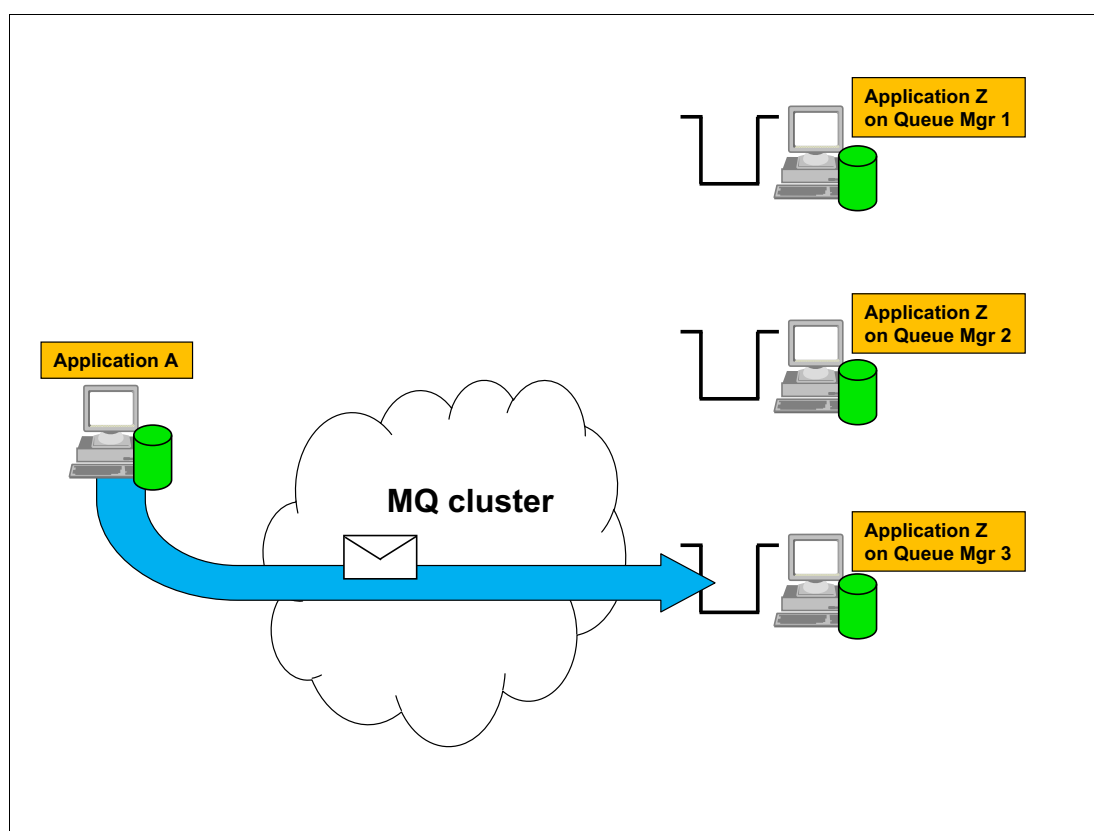 Application Z
on Queue Mgr 1
Application Z
on Queue Mgr 2
Application A
MQ cluster
Application Z
on Queue Mgr 3